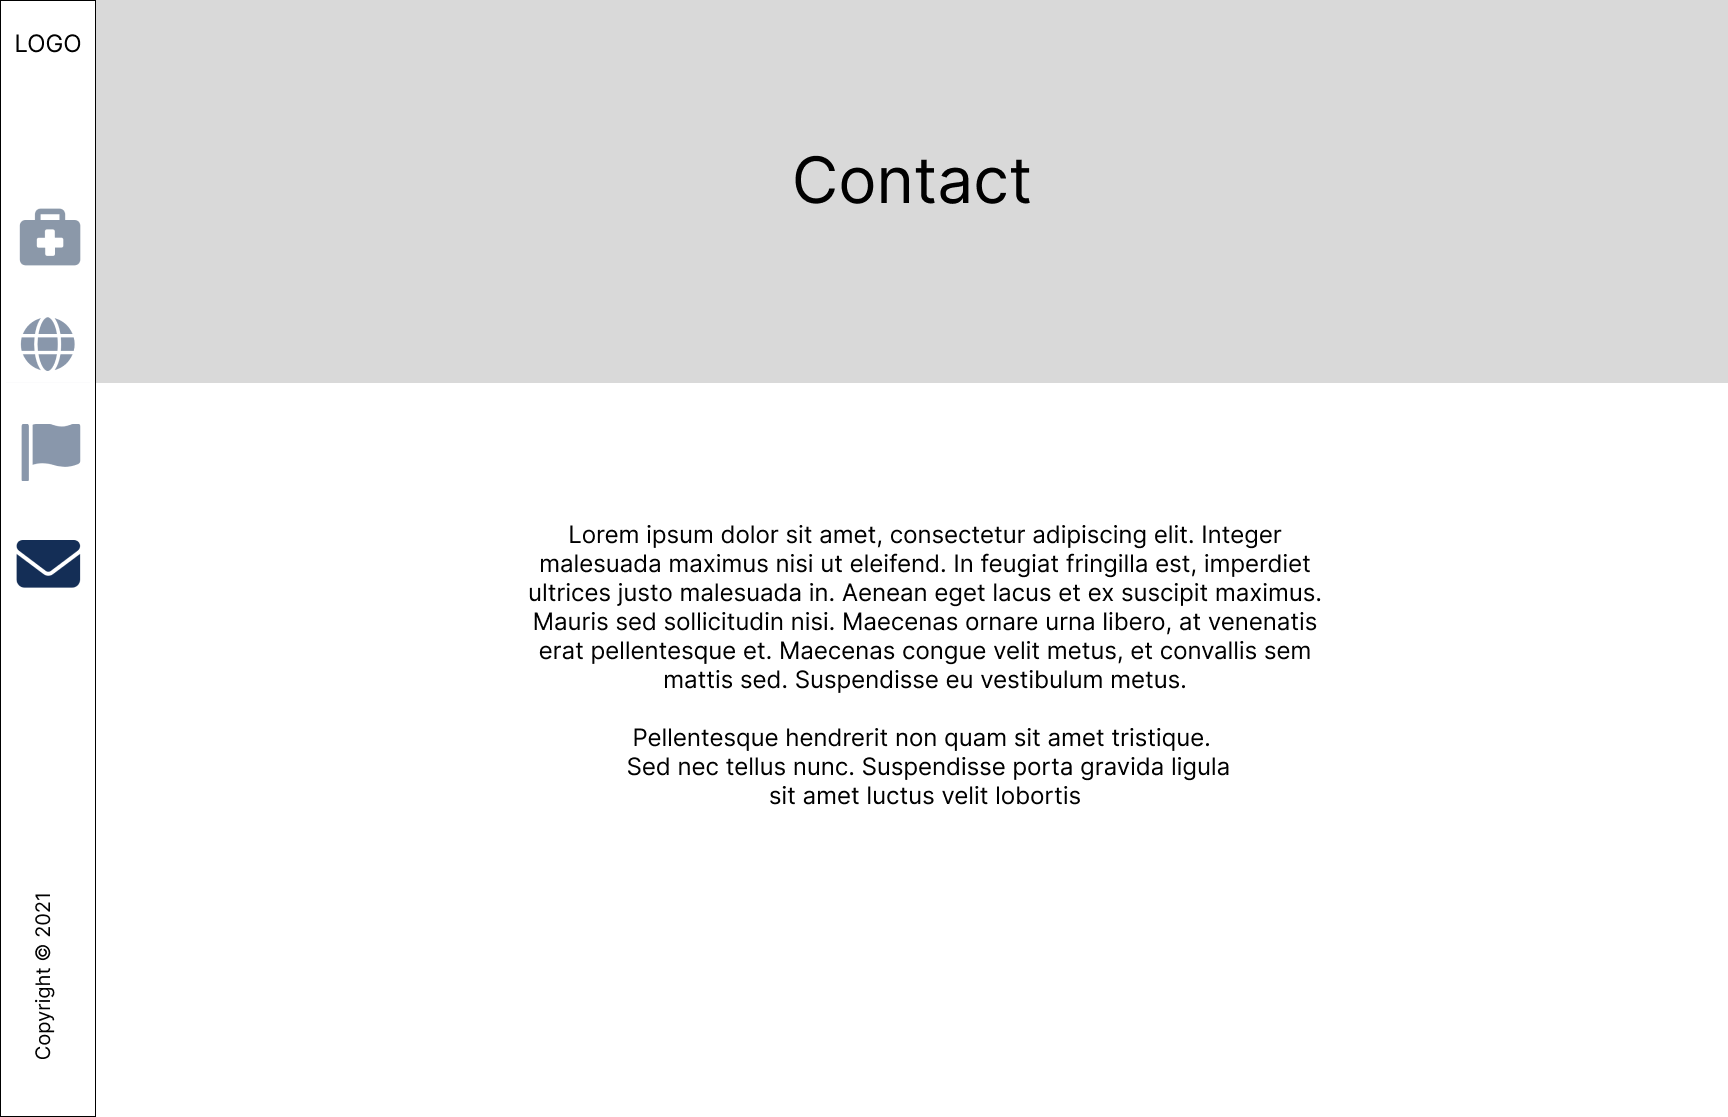 LOGO
Contact
Lorem ipsum dolor sit amet, consectetur adipiscing elit. Integer
malesuada maximus nisi ut eleifend. In feugiat fringilla est, imperdiet
ultrices justo malesuada in. Aenean eget lacus et ex suscipit maximus.
Mauris sed sollicitudin nisi. Maecenas ornare urna libero, at venenatis
erat pellentesque et. Maecenas congue velit metus, et convallis sem
mattis sed. Suspendisse eu vestibulum metus.
Pellentesque hendrerit non quam sit amet tristique.
Sed nec tellus nunc. Suspendisse porta gravida ligula
sit amet luctus velit lobortis
Copyright © 2021